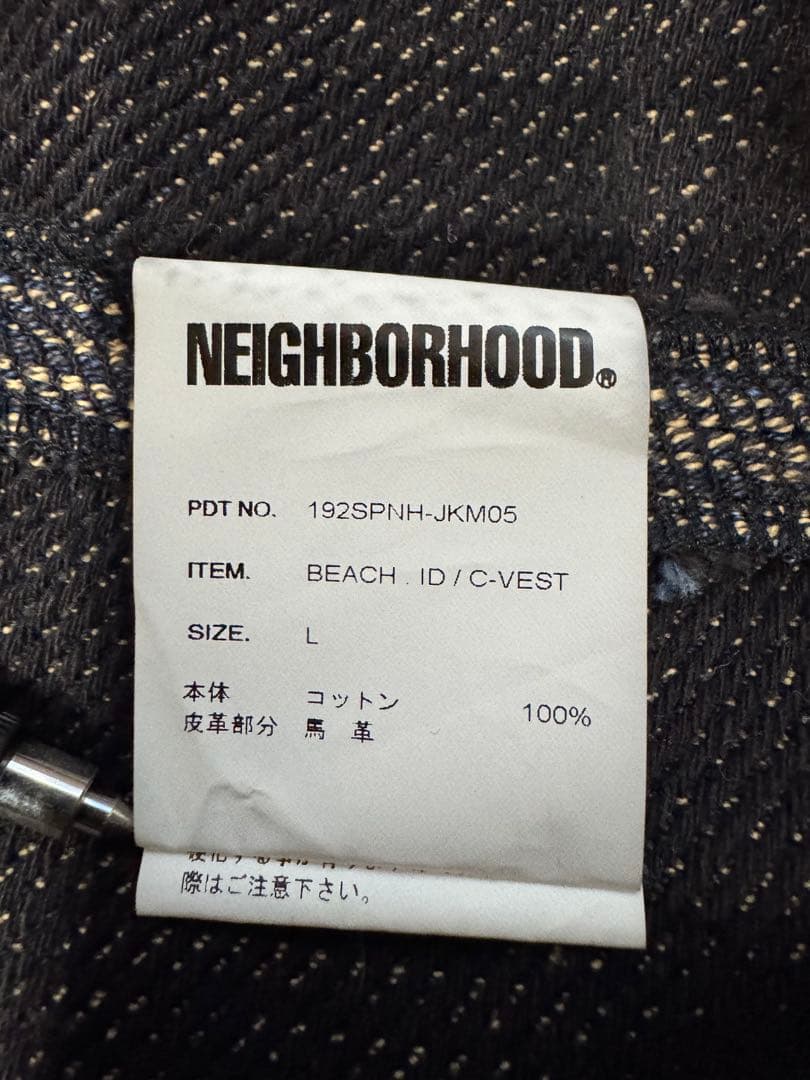 NEIGHBORHOOD®
PDT NO. 192SPNH-JKM05
ITEM. BEACH . ID / C-VEST
SIZE. L
本体 コットン 100%
皮革部分 馬 革
際はご注意下さい。